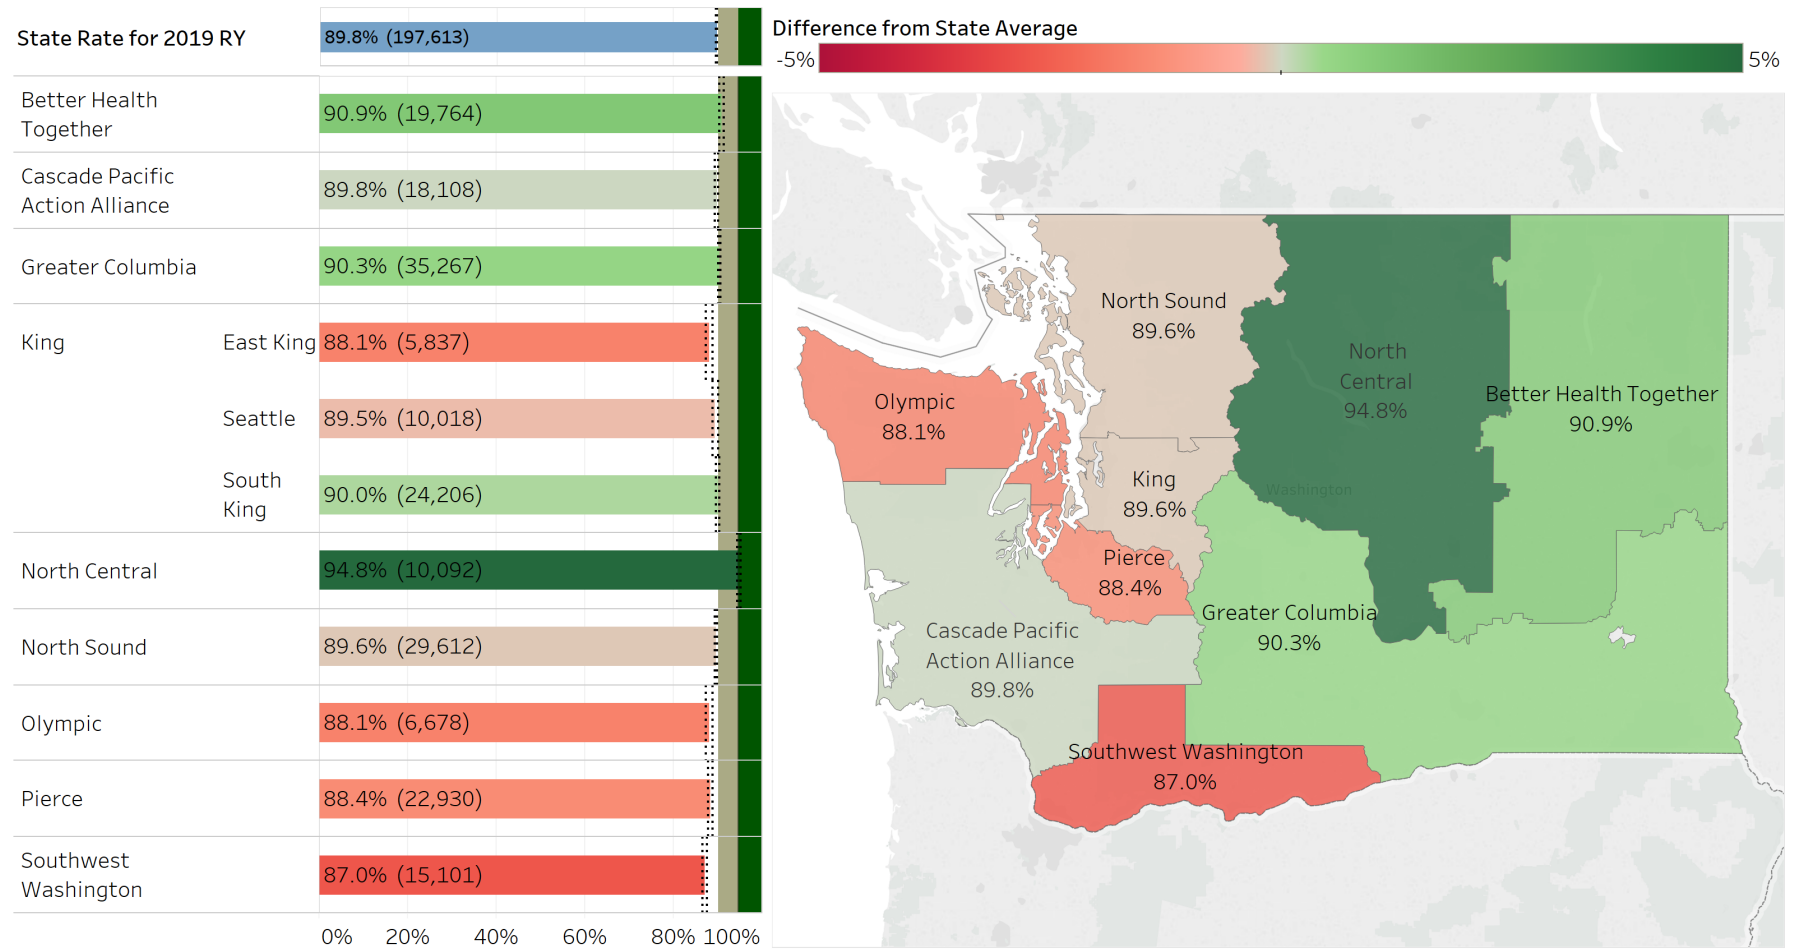 State Rate for 2019 RY
89.8% (197,613)
Better Health
Together
90.9% (19,764)
Cascade Pacific
Action Alliance
89.8% (18,108)
Greater Columbia
90.3% (35,267)
King
East King
88.1% (5,837)
Seattle
89.5% (10,018)
South
King
90.0% (24,206)
North Central
94.8% (10,092)
North Sound
89.6% (29,612)
Olympic
88.1% (6,678)
Pierce
88.4% (22,930)
Southwest
Washington
87.0% (15,101)
0% 20% 40% 60% 80% 100%
Difference from State Average
-5%
5%
North Sound
89.6%
North
Central
94.8%
Better Health Together
90.9%
Olympic
88.1%
King
89.6%
Washington
Pierce
88.4%
Greater Columbia
90.3%
Cascade Pacific
Action Alliance
89.8%
Southwest Washington
87.0%